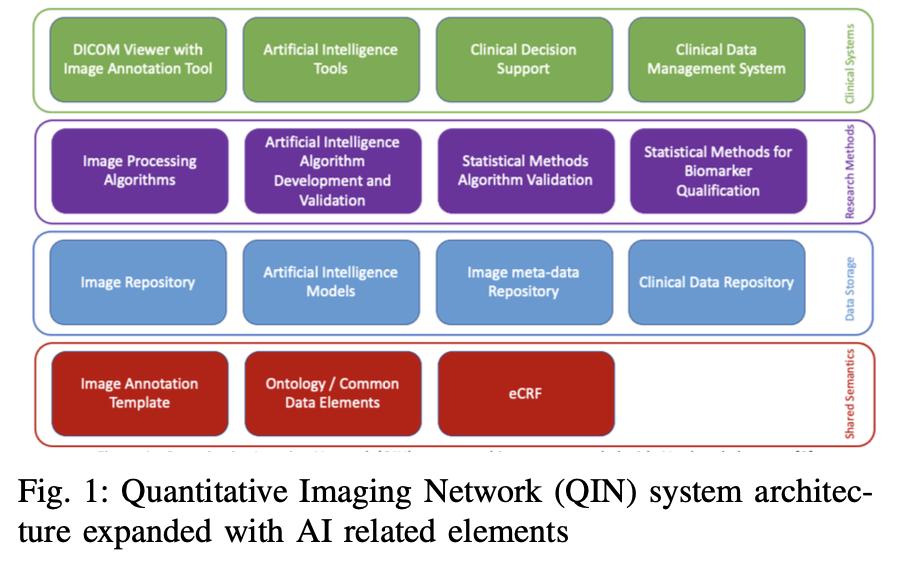 DICOM Viewer with
Image Annotation Tool
Artificial Intelligence
Tools
Clinical Decision
Support
Clinical Data
Management System
Clinical Systems
Image Processing
Algorithms
Artificial Intelligence
Algorithm
Development and
Validation
Statistical Methods
Algorithm Validation
Statistical Methods for
Biomarker
Qualification
Research Methods
Image Repository
Artificial Intelligence
Models
Image meta-data
Repository
Clinical Data Repository
Data Storage
Image Annotation
Template
Ontology / Common
Data Elements
eCRF
Shared Semantics
Fig. 1: Quantitative Imaging Network (QIN) system architec-
ture expanded with AI related elements